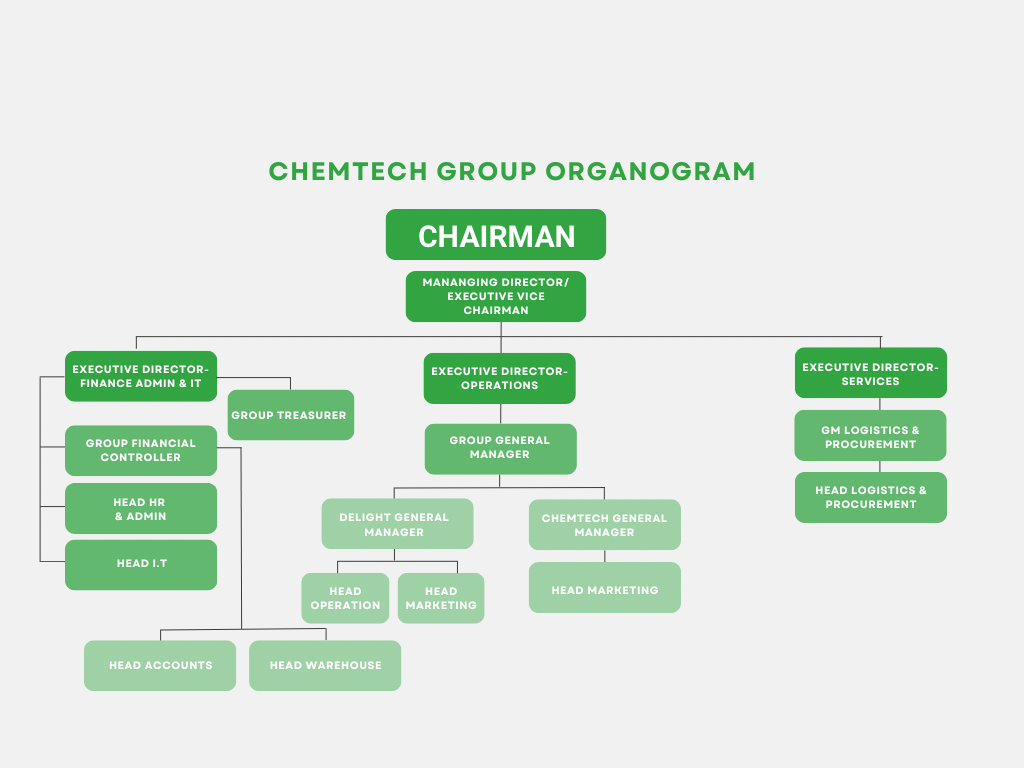 CHEMTECH GROUP ORGANOGRAM
CHAIRMAN
MANANGING DIRECTOR/
EXECUTIVE VICE
CHAIRMAN
EXECUTIVE DIRECTOR-
FINANCE ADMIN & IT
GROUP TREASURER
GROUP FINANCIAL
CONTROLLER
HEAD HR
& ADMIN
HEAD I.T
HEAD ACCOUNTS
HEAD WAREHOUSE
EXECUTIVE DIRECTOR-
OPERATIONS
GROUP GENERAL
MANAGER
DELIGHT GENERAL
MANAGER
HEAD
OPERATION
HEAD
MARKETING
CHEMTECH GENERAL
MANAGER
HEAD MARKETING
EXECUTIVE DIRECTOR-
SERVICES
GM LOGISTICS &
PROCUREMENT
HEAD LOGISTICS &
PROCUREMENT